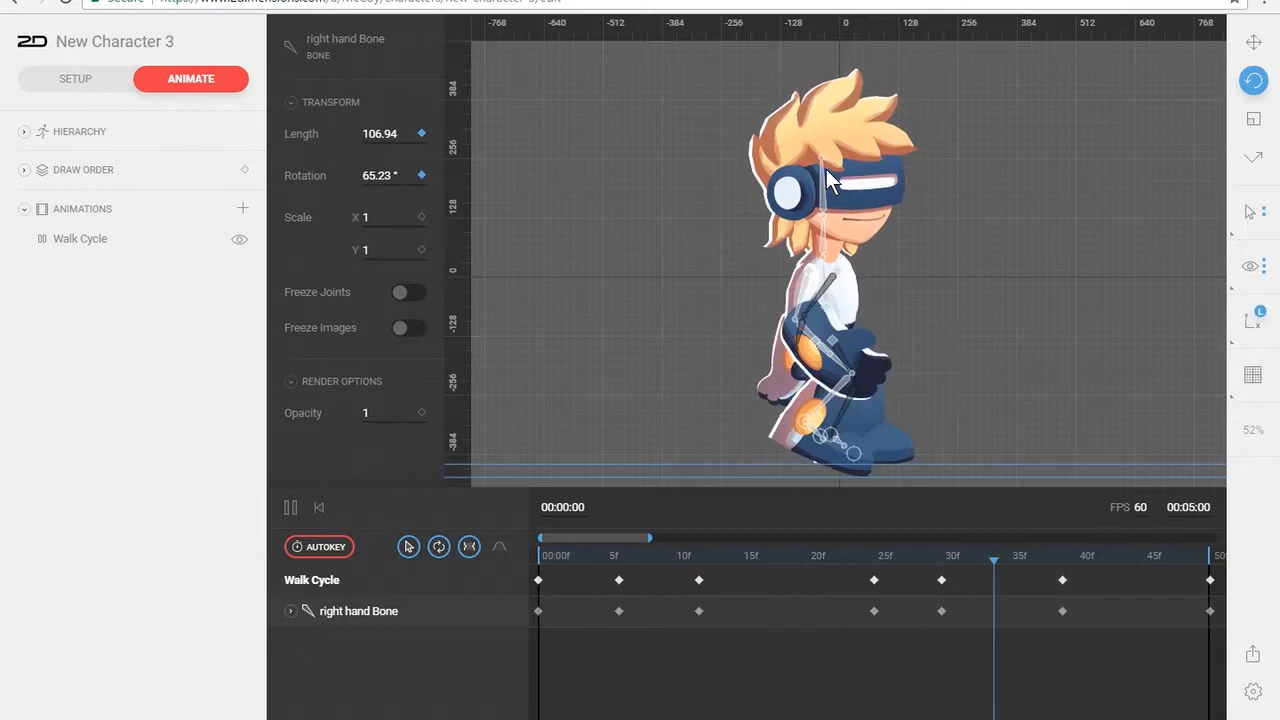 2D New Character 3
SETUP ANIMATE
HIERARCHY
DRAW ORDER
ANIMATIONS
Walk Cycle
right hand Bone
BONE
TRANSFORM
Length 106.94
Rotation 65.23 °
Scale X 1
Y 1
Freeze Joints
Freeze Images
RENDER OPTIONS
Opacity 1
-768 -640 -512 -384 -256 -128 0 128 256 384 512 640 768
384
256
128
0
-128
-256
-384
L
52%
00:00:00 FPS 60 00:05:00
AUTOKEY
00:00f 5f 10f 15f 20f 25f 30f 35f 40f 45f
Walk Cycle
right hand Bone